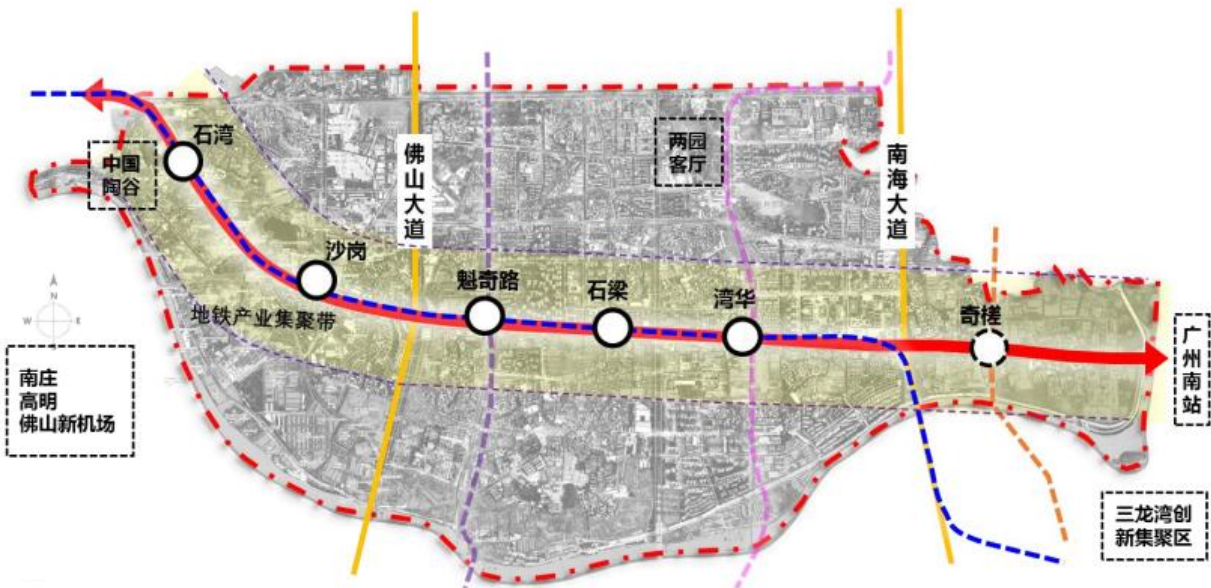 石湾
中国
陶谷
佛山大道
两园
客厅
南海大道
沙岗
魁奇路
石梁
湾华
奇槎
地铁产业集聚带
N
W
E
S
南庄
高明
佛山新机场
广州南站
三龙湾创
新集聚区